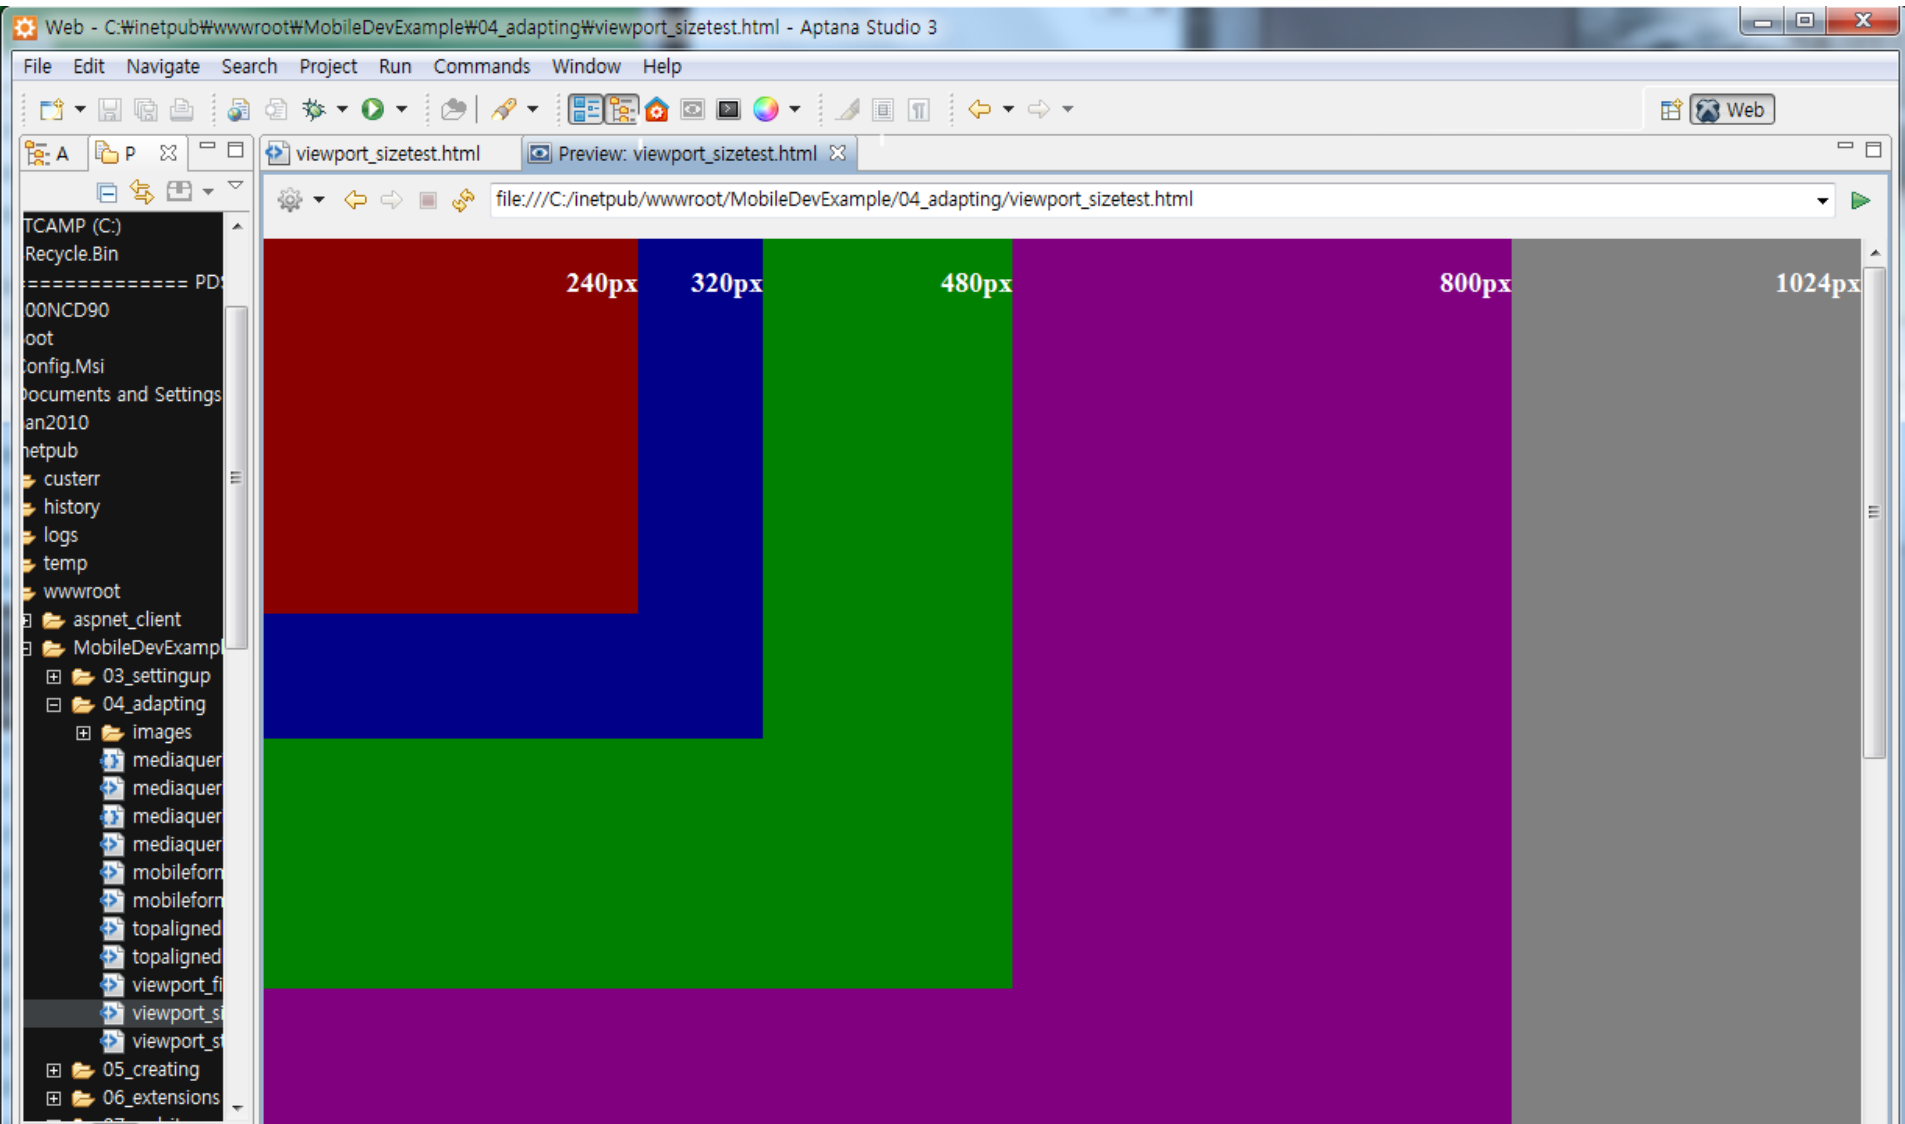 Web - C:₩inetpub₩wwwroot₩MobileDevExample₩04_adapting₩viewport_sizetest.html - Aptana Studio 3
File Edit Navigate Search Project Run Commands Window Help
Web
A P viewport_sizetest.html Preview: viewport_sizetest.html
file:///C:/inetpub/wwwroot/MobileDevExample/04_adapting/viewport_sizetest.html
TCAMP (C:)
Recycle.Bin
============== PDS
00NCD90
oot
onfig.Msi
ocuments and Settings
an2010
netpub
custerr
history
logs
temp
wwwroot
aspnet_client
MobileDevExampl
03_settingup
04_adapting
images
mediaquer
mediaquer
mediaquer
mediaquer
mobileforn
mobileforn
topaligned
topaligned
viewport_fi
viewport_si
viewport_st
05_creating
06_extensions
240px 320px 480px 800px 1024px